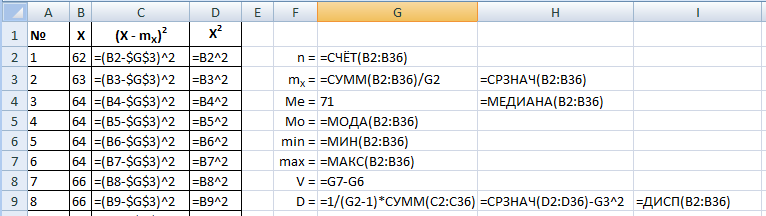 A B C D E F G H I
1 № X (X - mX)2 X2
2 1 62 =(B2-$G$3)^2 =B2^2 n = =СЧЁТ(B2:B36)
3 2 63 =(B3-$G$3)^2 =B3^2 mX = =СУММ(B2:B36)/G2 =СРЗНАЧ(B2:B36)
4 3 64 =(B4-$G$3)^2 =B4^2 Me = 71 =МЕДИАНА(B2:B36)
5 4 64 =(B5-$G$3)^2 =B5^2 Mo = =МОДА(B2:B36)
6 5 64 =(B6-$G$3)^2 =B6^2 min = =МИН(B2:B36)
7 6 64 =(B7-$G$3)^2 =B7^2 max = =МАКС(B2:B36)
8 7 66 =(B8-$G$3)^2 =B8^2 V = =G7-G6
9 8 66 =(B9-$G$3)^2 =B9^2 D = =1/(G2-1)*СУММ(C2:C36) =СРЗНАЧ(D2:D36)-G3^2 =ДИСП(B2:B36)